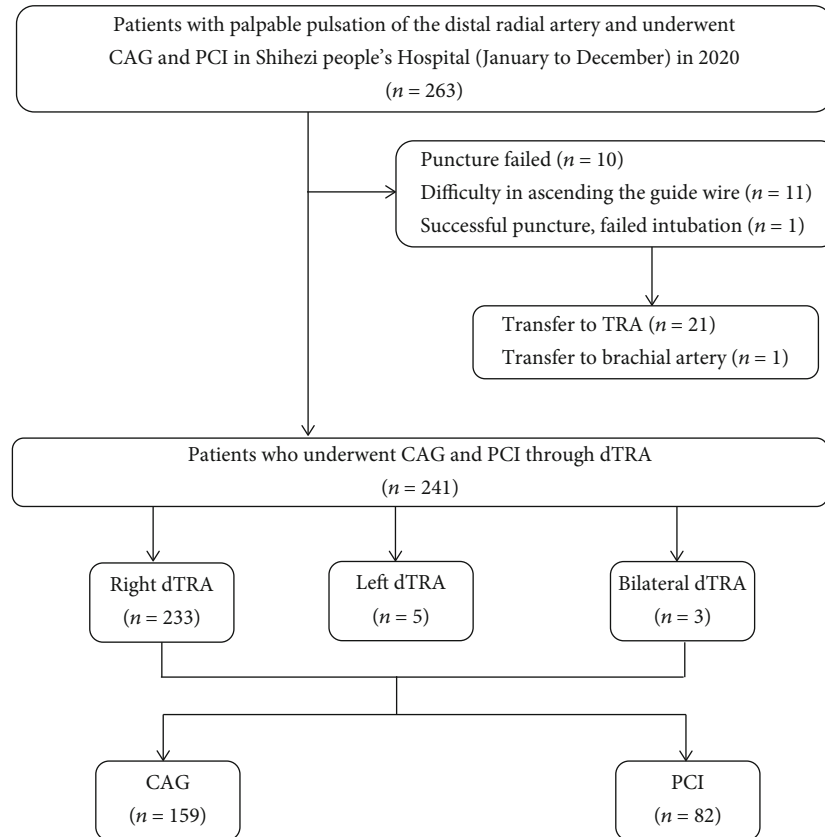 Patients with palpable pulsation of the distal radial artery and underwent
CAG and PCI in Shihezi people's Hospital (January to December) in 2020
(n = 263)
Puncture failed (n = 10)
Difficulty in ascending the guide wire (n = 11)
Successful puncture, failed intubation (n = 1)
Transfer to TRA (n = 21)
Transfer to brachial artery (n = 1)
Patients who underwent CAG and PCI through dTRA
(n = 241)
Right dTRA
(n = 233)
Left dTRA
(n = 5)
Bilateral dTRA
(n = 3)
CAG
(n = 159)
PCI
(n = 82)